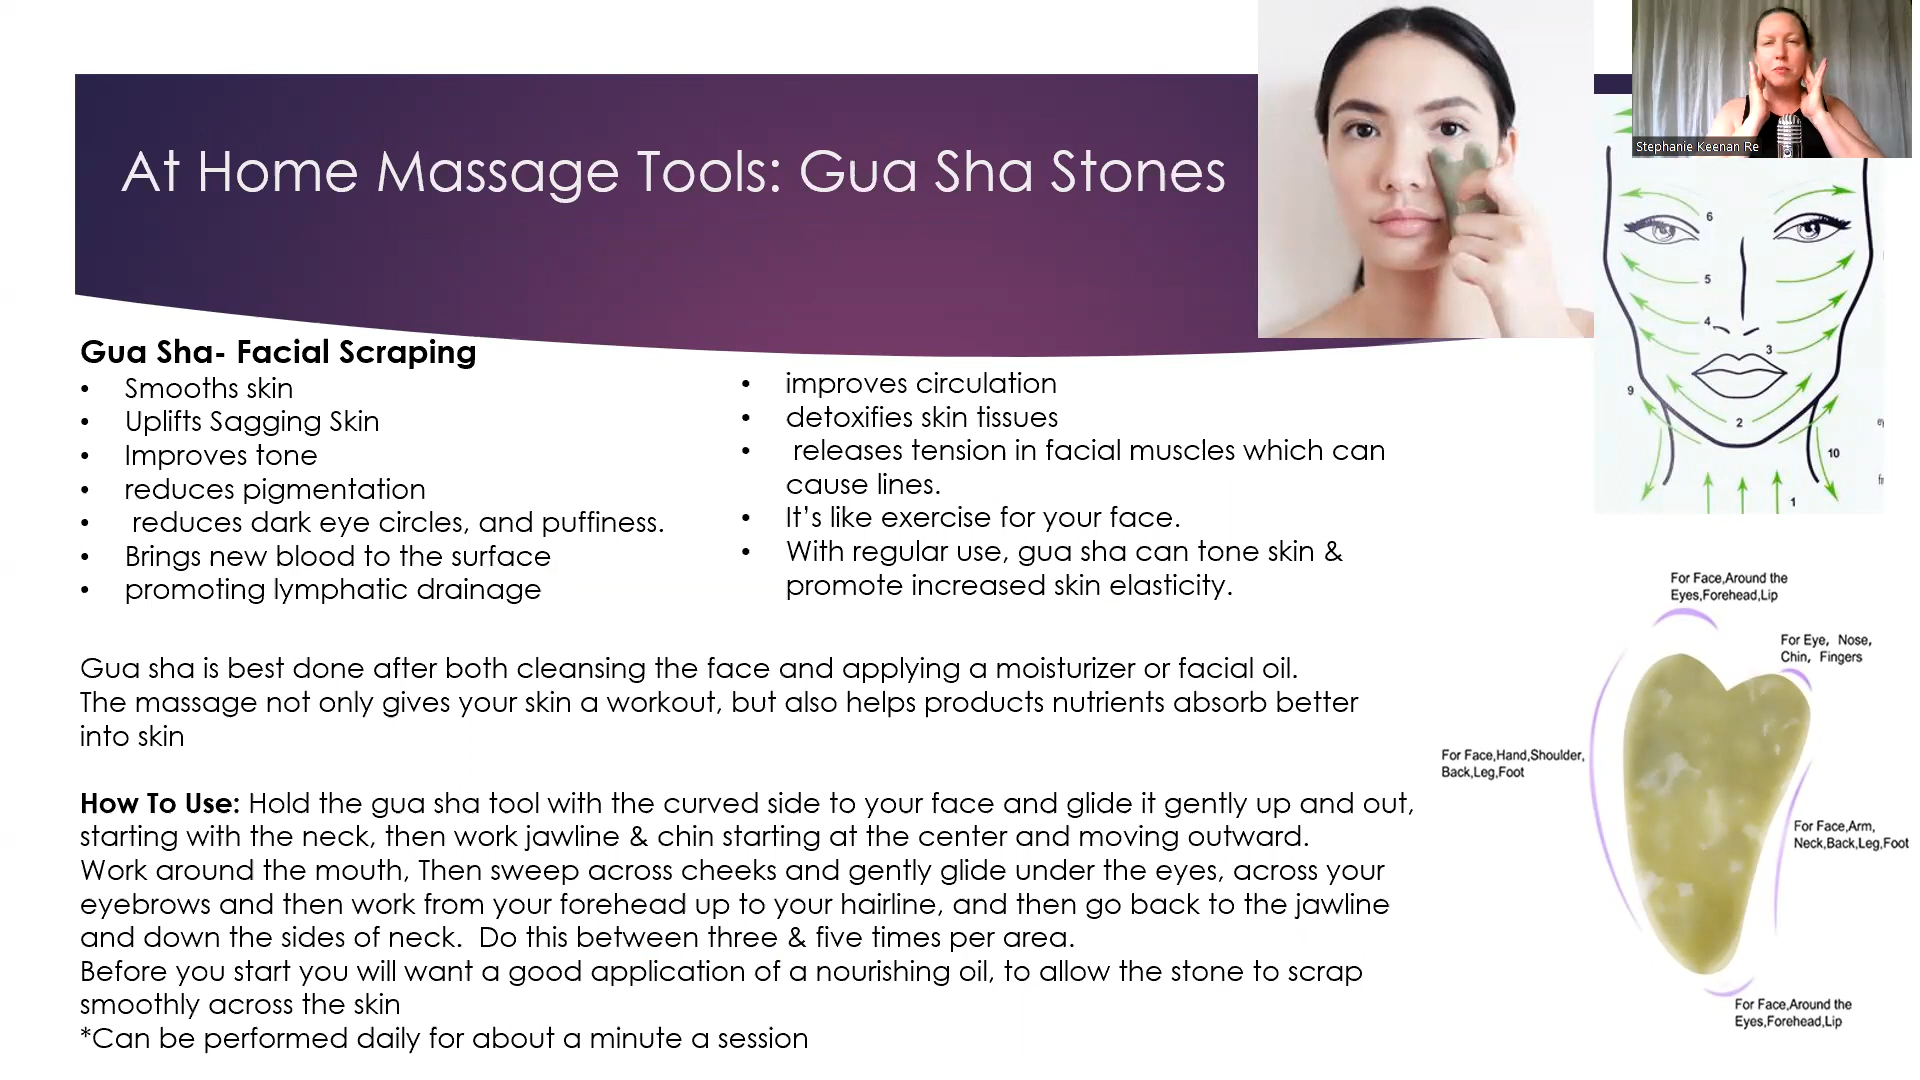 At Home Massage Tools: Gua Sha Stones
Stephanie Keenan Re
Gua Sha- Facial Scraping
• Smooths skin
• Uplifts Sagging Skin
• Improves tone
• reduces pigmentation
• reduces dark eye circles, and puffiness.
• Brings new blood to the surface
• promoting lymphatic drainage
• improves circulation
• detoxifies skin tissues
• releases tension in facial muscles which can
cause lines.
• It’s like exercise for your face.
• With regular use, gua sha can tone skin &
promote increased skin elasticity.
Gua sha is best done after both cleansing the face and applying a moisturizer or facial oil.
The massage not only gives your skin a workout, but also helps products nutrients absorb better
into skin
How To Use: Hold the gua sha tool with the curved side to your face and glide it gently up and out,
starting with the neck, then work jawline & chin starting at the center and moving outward.
Work around the mouth, Then sweep across cheeks and gently glide under the eyes, across your
eyebrows and then work from your forehead up to your hairline, and then go back to the jawline
and down the sides of neck.  Do this between three & five times per area.
Before you start you will want a good application of a nourishing oil, to allow the stone to scrap
smoothly across the skin
*Can be performed daily for about a minute a session
6
5
4
3
9
2
10
1
For Face,Around the
Eyes,Forehead,Lip
For Eye, Nose,
Chin, Fingers
For Face,Hand,Shoulder,
Back,Leg,Foot
For Face,Arm,
Neck,Back,Leg,Foot
For Face,Around the
Eyes,Forehead,Lip